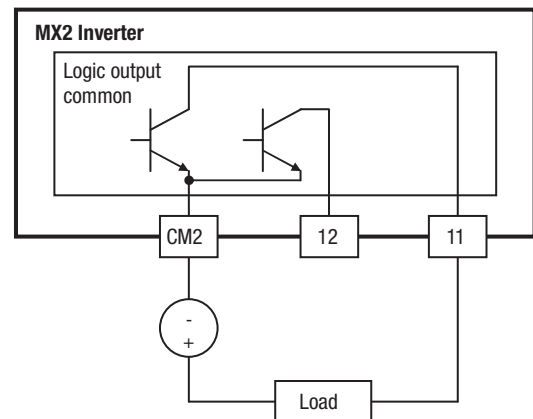 MX2 Inverter
Logic output
common
CM2
12
11
-
+
Load